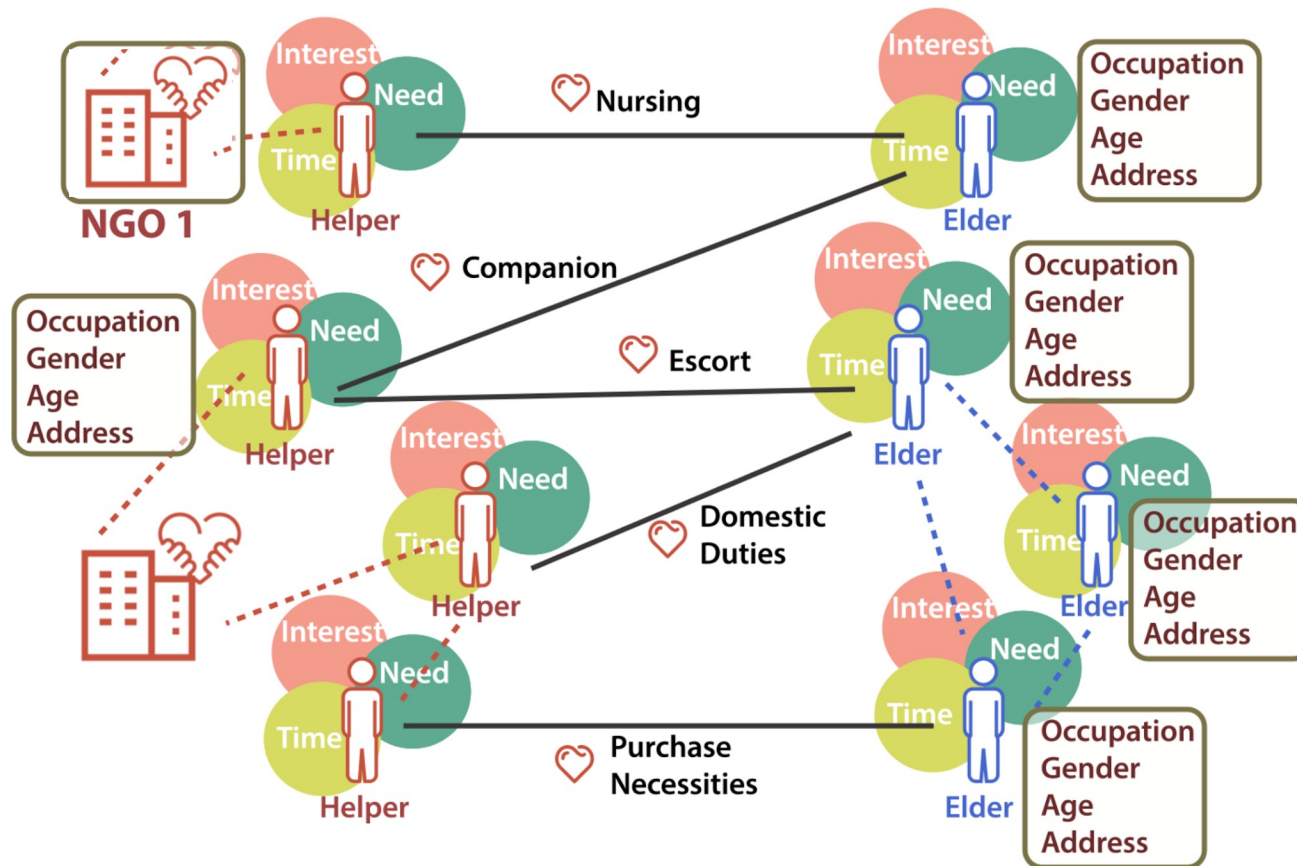 Interest
Need
Time
Helper
NGO 1
Nursing
Interest
Need
Time
Elder
Occupation
Gender
Age
Address
Companion
Occupation
Gender
Age
Address
Interest
Need
Time
Helper
Escort
Interest
Need
Time
Elder
Occupation
Gender
Age
Address
Interest
Need
Time
Helper
Domestic
Duties
Interest
Need
Time
Elder
Occupation
Gender
Age
Address
Interest
Need
Time
Helper
Purchase
Necessities
Interest
Need
Time
Elder
Occupation
Gender
Age
Address